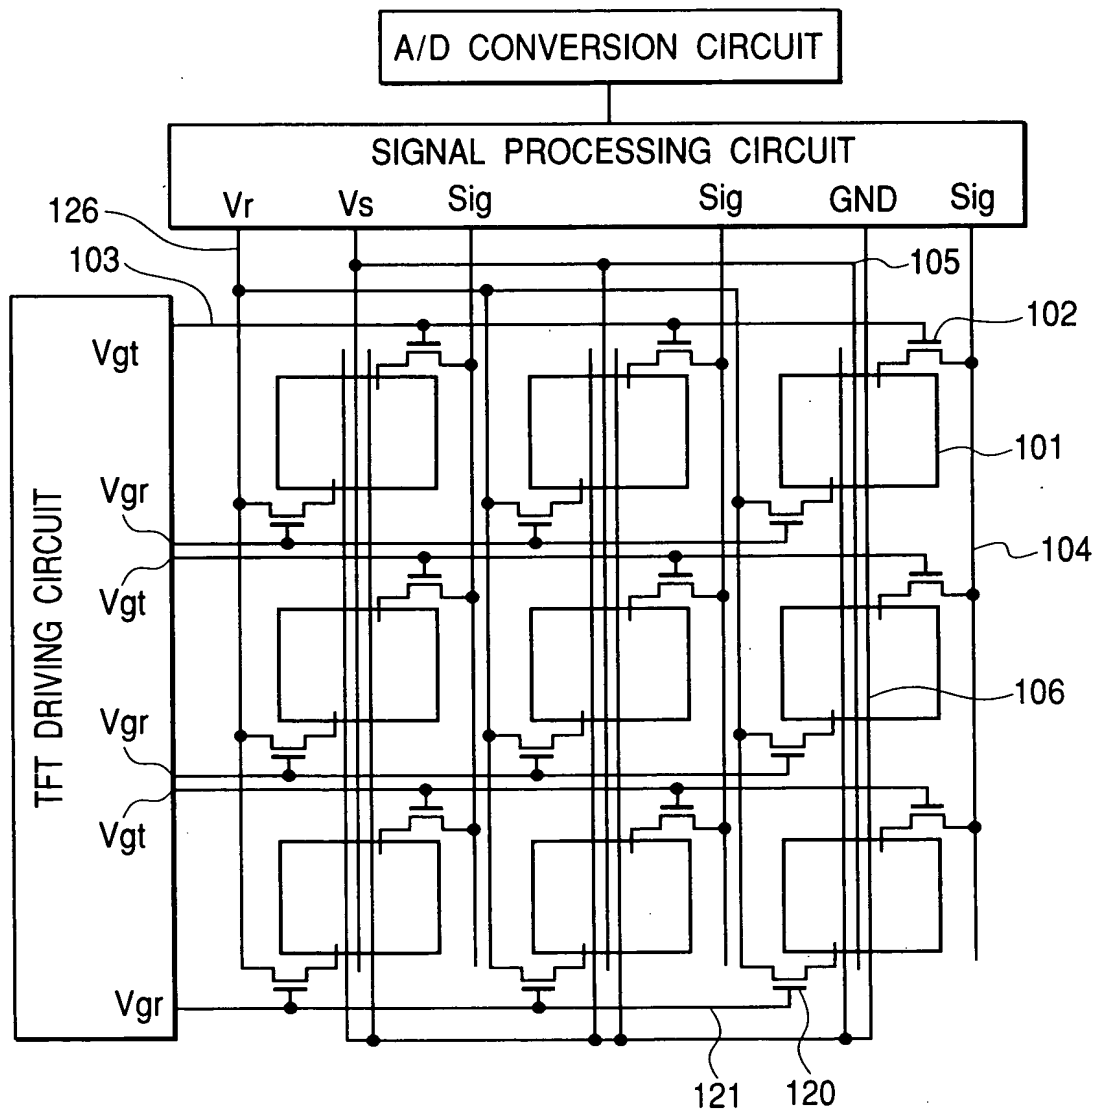 A/D CONVERSION CIRCUIT
SIGNAL PROCESSING CIRCUIT
Vr Vs Sig Sig GND Sig
126
103
105
102
Vgt
101
Vgr
104
Vgt
TFT DRIVING CIRCUIT
106
Vgr
Vgt
Vgr
121
120